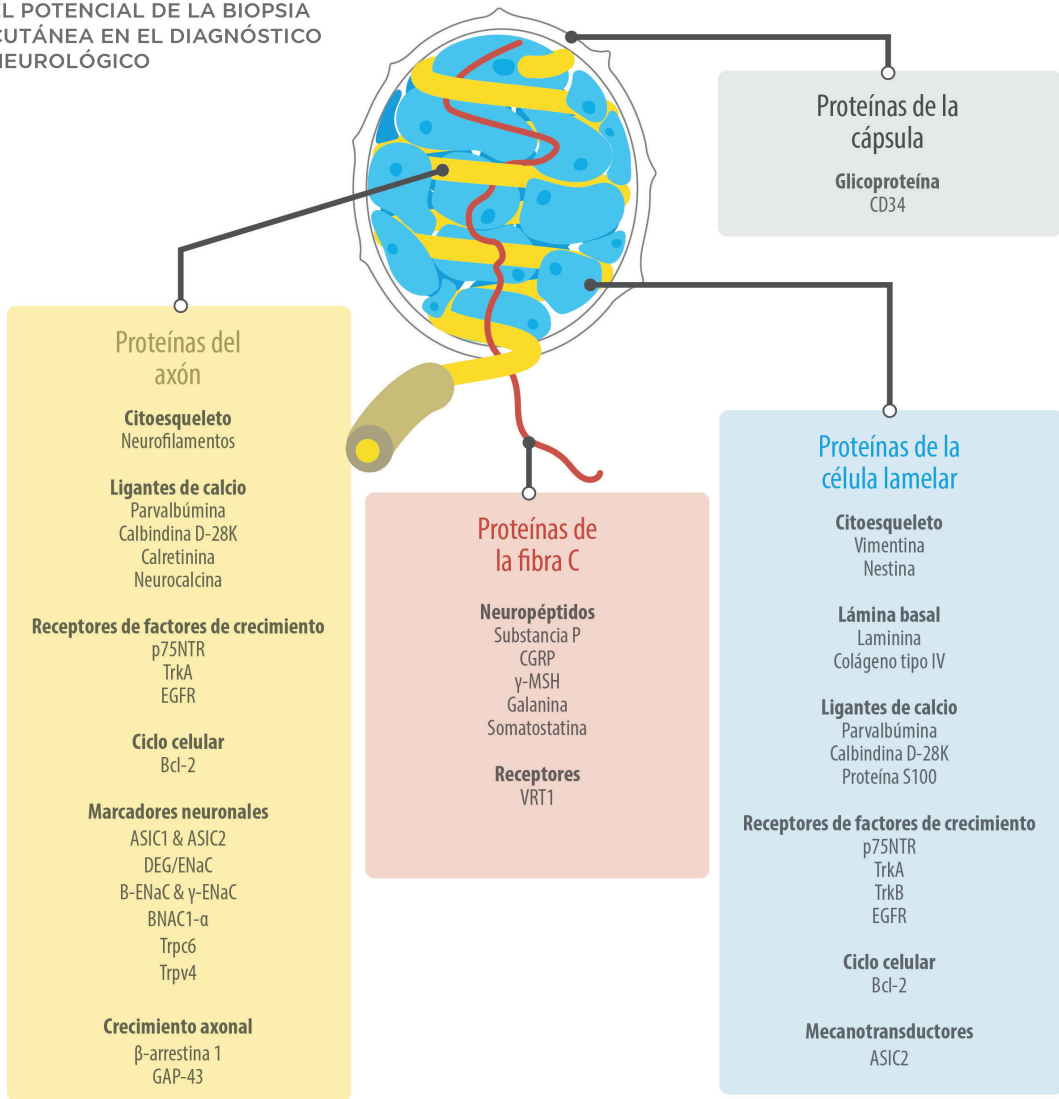 EL POTENCIAL DE LA BIOPSIA
CUTÁNEA EN EL DIAGNÓSTICO
NEUROLÓGICO
Proteínas de la
cápsula
Glicoproteína
CD34
Proteínas del
axón
Citoesqueleto
Neurofilamentos
Ligantes de calcio
Parvalbúmina
Calbindina D-28K
Calretinina
Neurocalcina
Receptores de factores de crecimiento
p75NTR
TrkA
EGFR
Ciclo celular
Bcl-2
Marcadores neuronales
ASIC1 & ASIC2
DEG/ENaC
B-ENaC & γ-ENaC
BNAC1-α
Trpc6
Trpv4
Crecimiento axonal
β-arrestina 1
GAP-43
Proteínas de
la fibra C
Neuropéptidos
Substancia P
CGRP
γ-MSH
Galanina
Somatostatina
Receptores
VRT1
Proteínas de la
célula lamelar
Citoesqueleto
Vimentina
Nestina
Lámina basal
Laminina
Colágeno tipo IV
Ligantes de calcio
Parvalbúmina
Calbindina D-28K
Proteína S100
Receptores de factores de crecimiento
p75NTR
TrkA
TrkB
EGFR
Ciclo celular
Bcl-2
Mecanotransductores
ASIC2